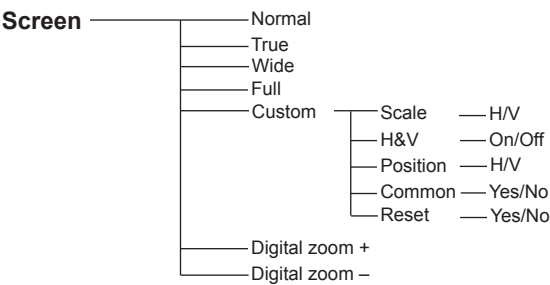 Screen Normal
True
Wide
Full
Custom Scale H/V
H&V On/Off
Position H/V
Common Yes/No
Reset Yes/No
Digital zoom +
Digital zoom –